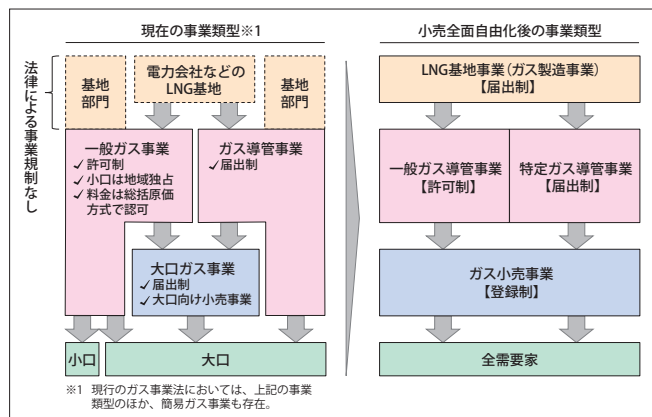 現在の事業類型※1
小売全面自由化後の事業類型
法律による事業規制なし
基地
部門
電力会社などの
LNG基地
基地
部門
一般ガス事業
✓ 許可制
✓ 小口は地域独占
✓ 料金は総括原価
方式で認可
ガス導管事業
✓ 届出制
大口ガス事業
✓ 届出制
✓ 大口向け小売事業
小口
大口
LNG基地事業（ガス製造事業）
【届出制】
一般ガス導管事業
【許可制】
特定ガス導管事業
【届出制】
ガス小売事業
【登録制】
全需要家
※1 現行のガス事業法においては、上記の事業
類型のほか、簡易ガス事業も存在。